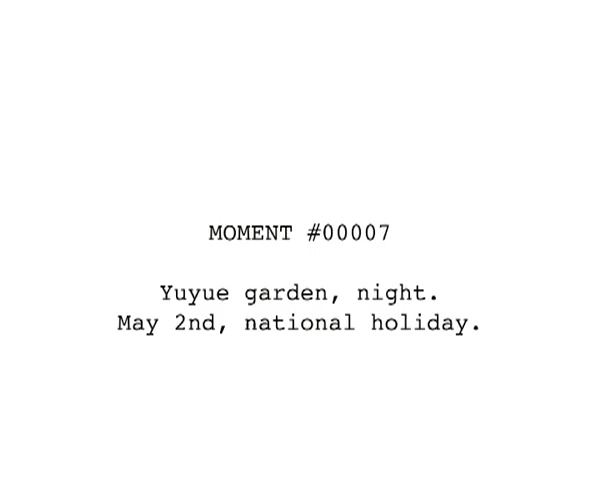 MOMENT #00007
Yuyue garden, night.
May 2nd, national holiday.